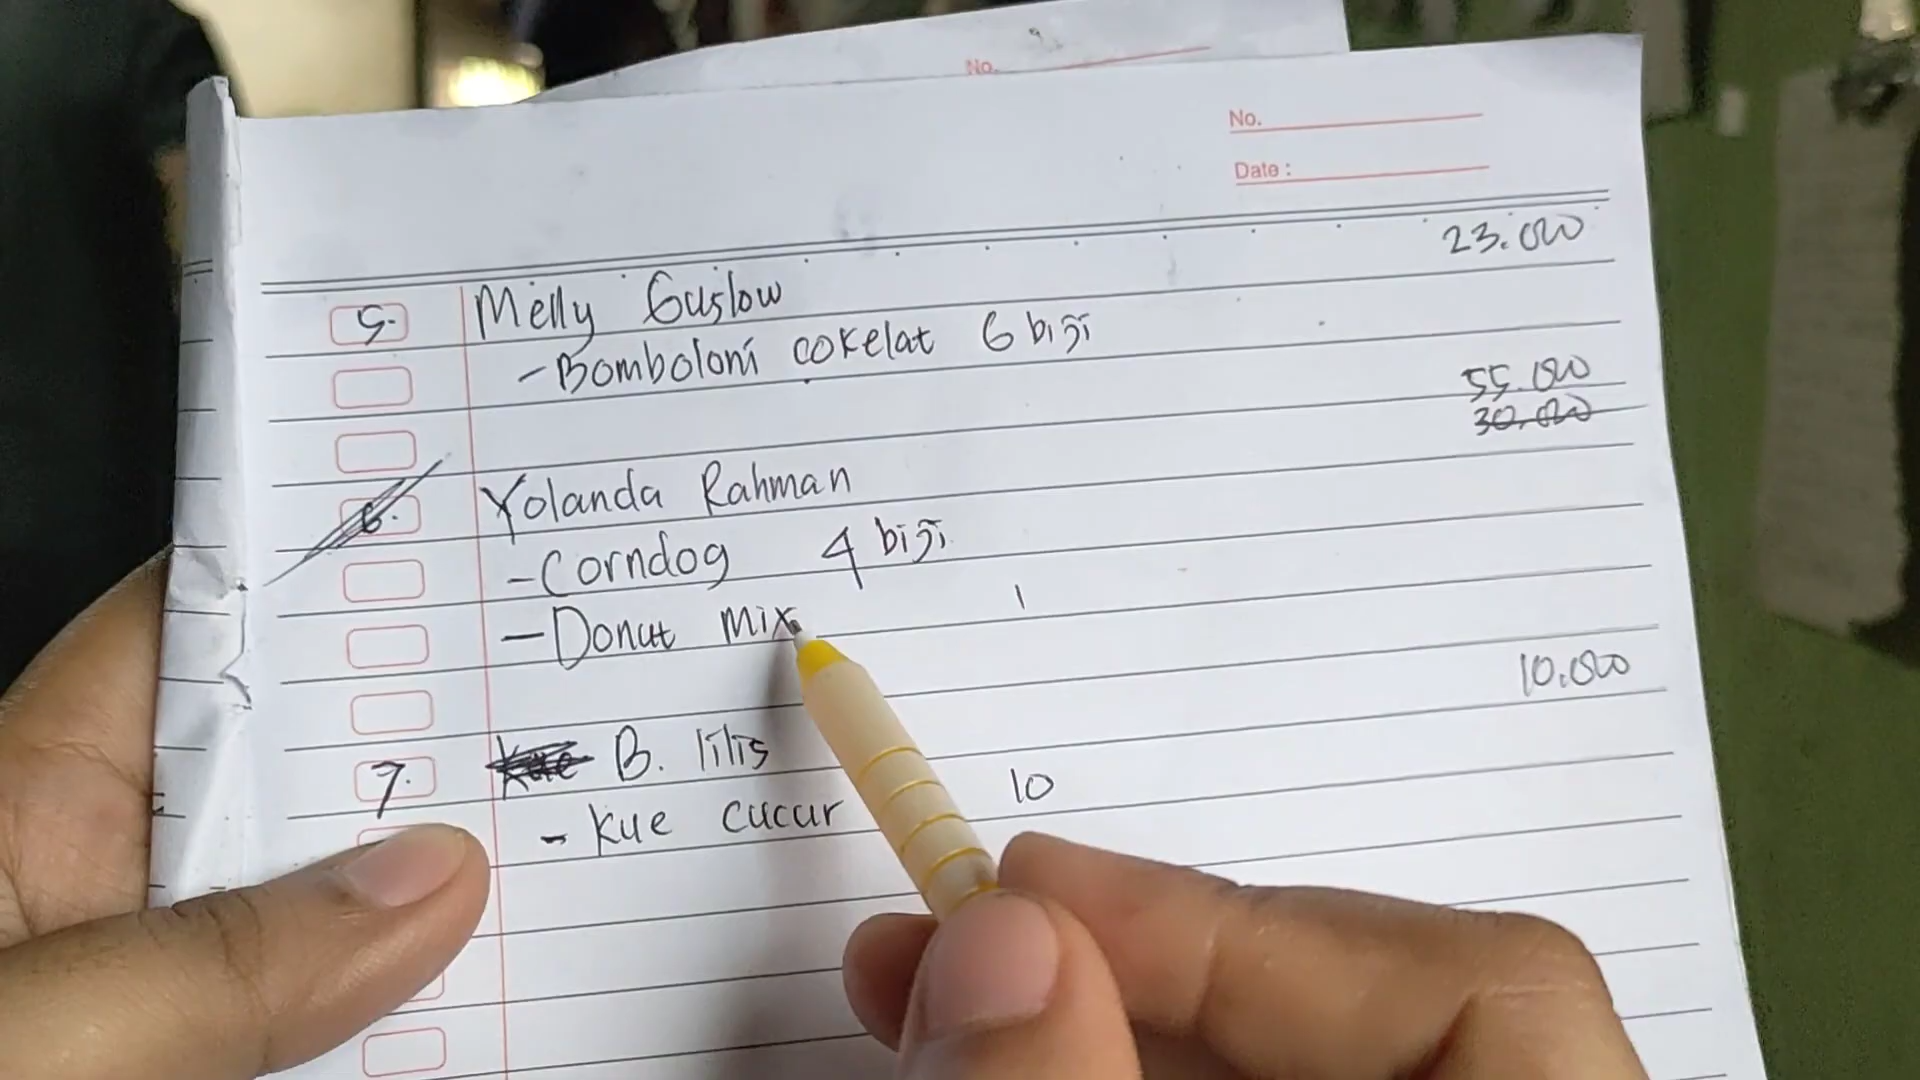 No.
No.
Date :
23.000
5. Melly Guslow
- Bomboloni cokelat 6 biji
55.000
30.000
6. Yolanda Rahman
- Corndog 4 biji
- Donut Mix 1
10.000
7. Kue B. lilis
- kue cucur 10